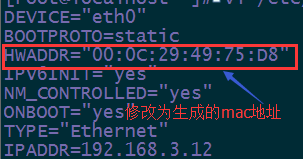 DEVICE="eth0"
BOOTPROTO=static
HWADDR="00:0C:29:49:75:D8"
IPV6INIT="yes"
NM_CONTROLLED="yes"
ONBOOT="yes"
修改为生成的mac地址
TYPE="Ethernet"
IPADDR=192.168.3.12